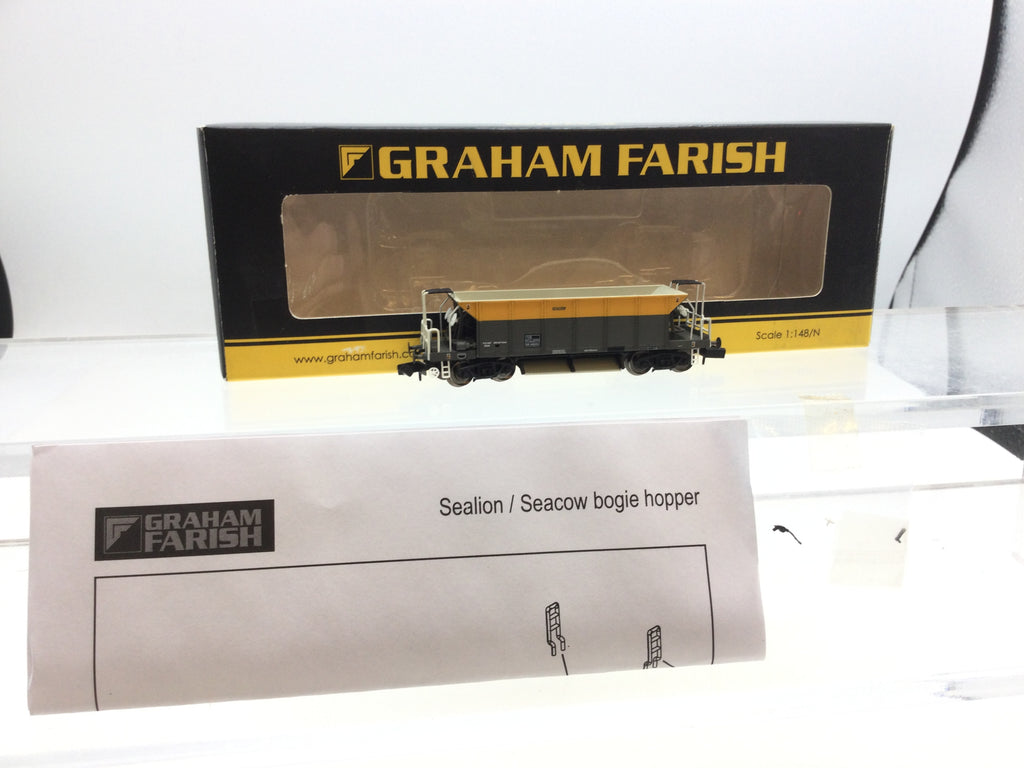 GRAHAM FARISH
www.grahamfarish.c
Scale 1:148/N
GRAHAM
FARISH
Sealion / Seacow bogie hopper